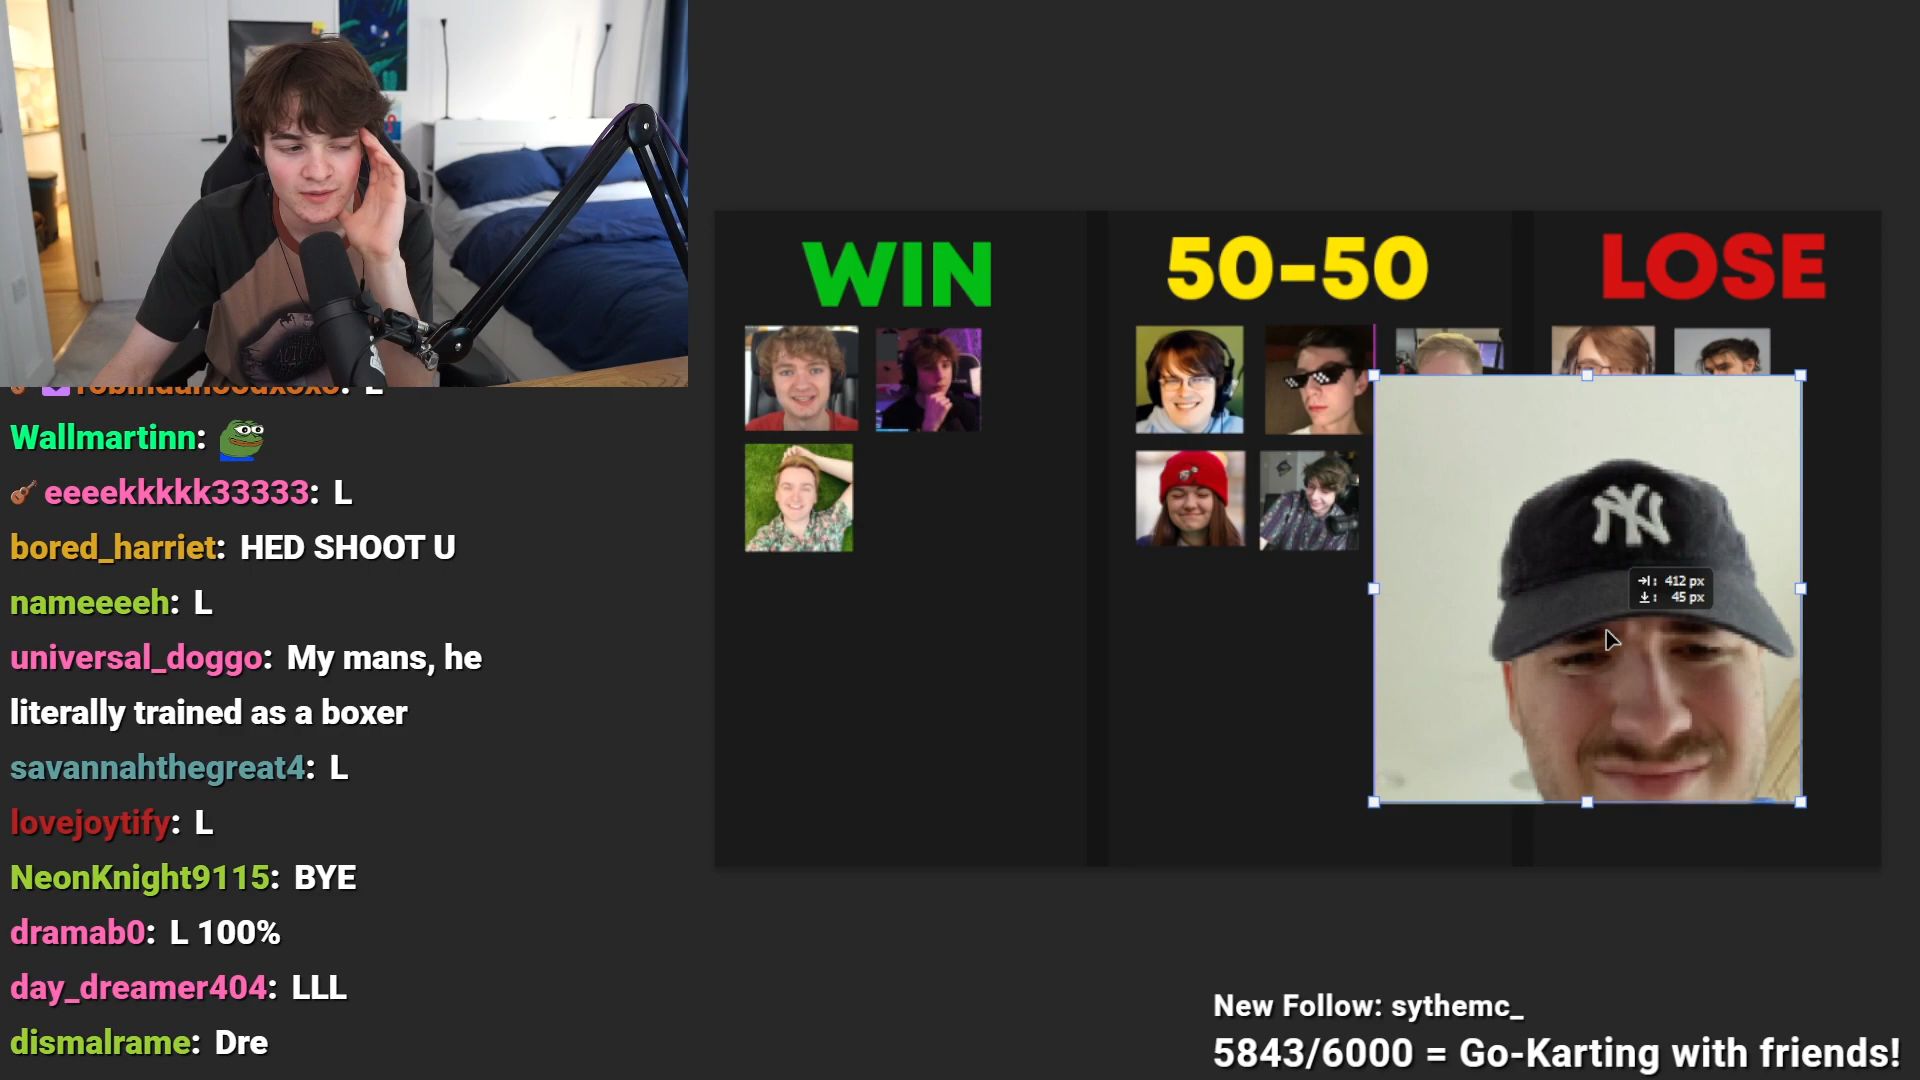 WIN
50-50
LOSE
: L
Wallmartinn:
eeeekkkkk33333: L
bored_harriet: HED SHOOT U
nameeeeh: L
universal_doggo: My mans, he
literally trained as a boxer
savannahthegreat4: L
lovejoytify: L
NeonKnight9115: BYE
dramab0: L 100%
day_dreamer404: LLL
dismalrame: Dre
NY
412 px
45 px
New Follow: sythemc_
5843/6000 = Go-Karting with friends!